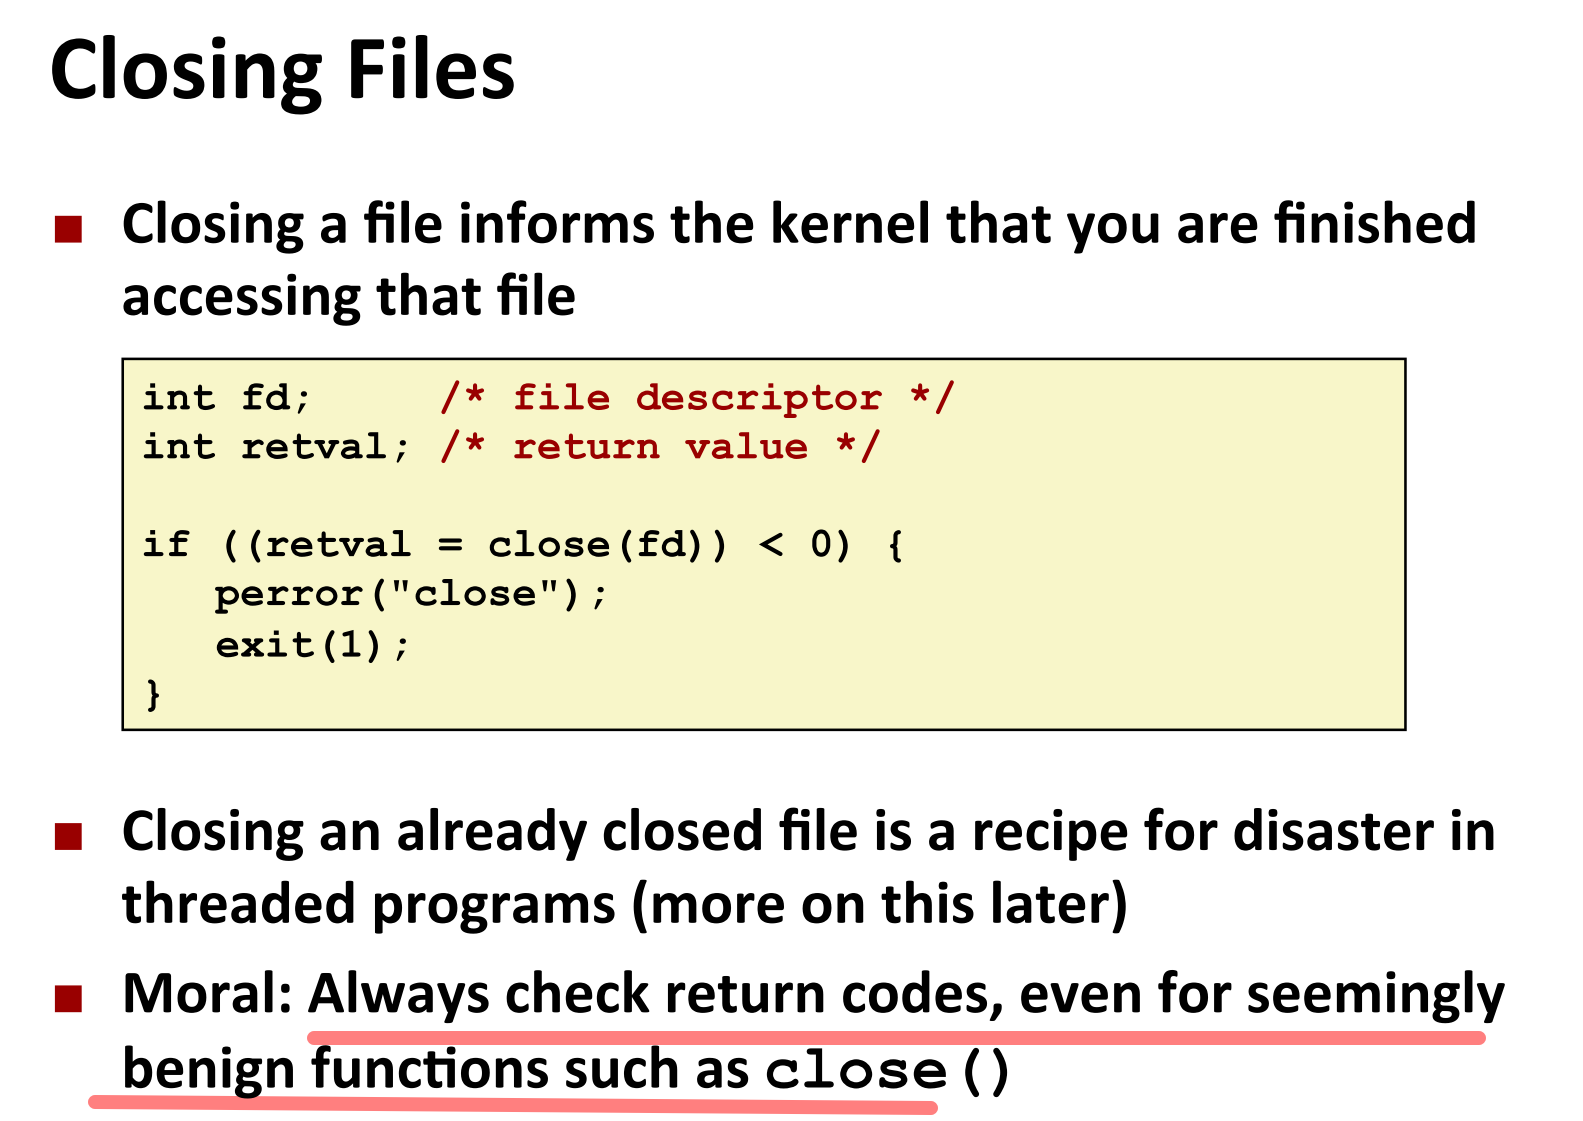 Closing Files
Closing a file informs the kernel that you are finished
accessing that file
int fd;     /* file descriptor */
int retval; /* return value */
if ((retval = close(fd)) < 0) {
   perror("close");
   exit(1);
}
Closing an already closed file is a recipe for disaster in
threaded programs (more on this later)
Moral: Always check return codes, even for seemingly
benign functions such as close()